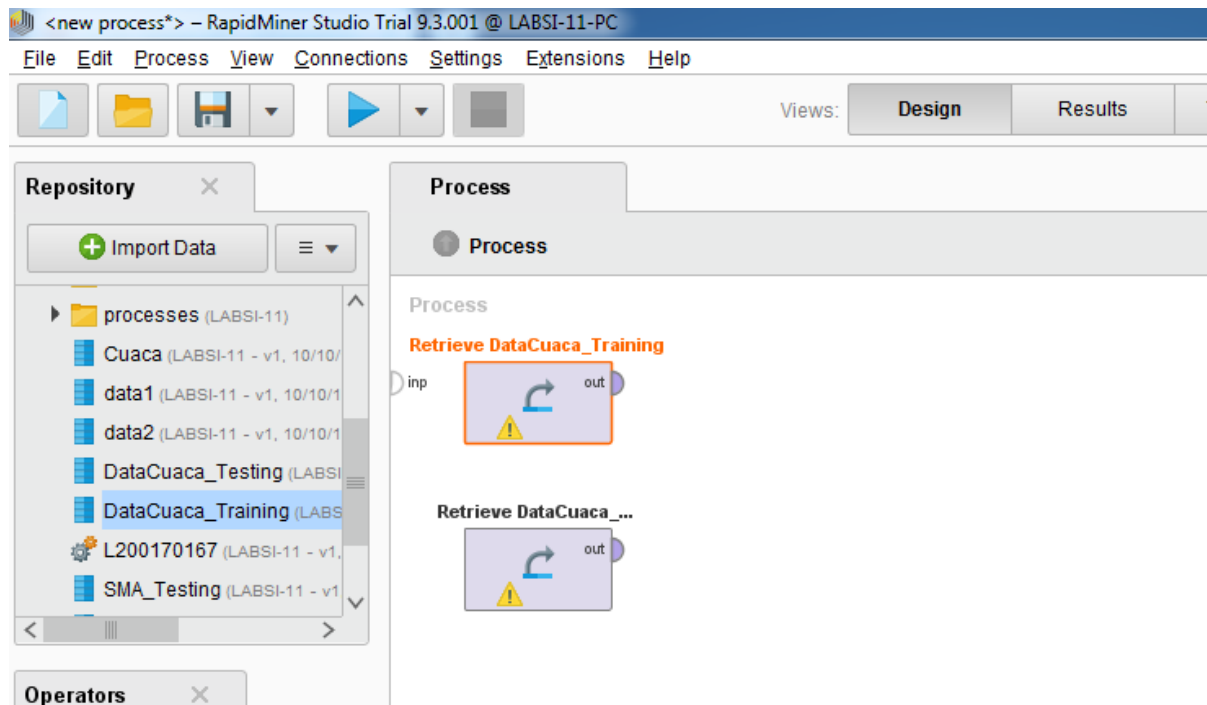 <new process*> – RapidMiner Studio Trial 9.3.001 @ LABSI-11-PC
File Edit Process View Connections Settings Extensions Help
Views: Design Results
Repository
Import Data
processes (LABSI-11)
Cuaca (LABSI-11 - v1, 10/10/
data1 (LABSI-11 - v1, 10/10/1
data2 (LABSI-11 - v1, 10/10/1
DataCuaca_Testing (LABSI
DataCuaca_Training (LABS
L200170167 (LABSI-11 - v1,
SMA_Testing (LABSI-11 - v1
Operators
Process
Process
Process
Retrieve DataCuaca_Training
inp
out
Retrieve DataCuaca_...
out